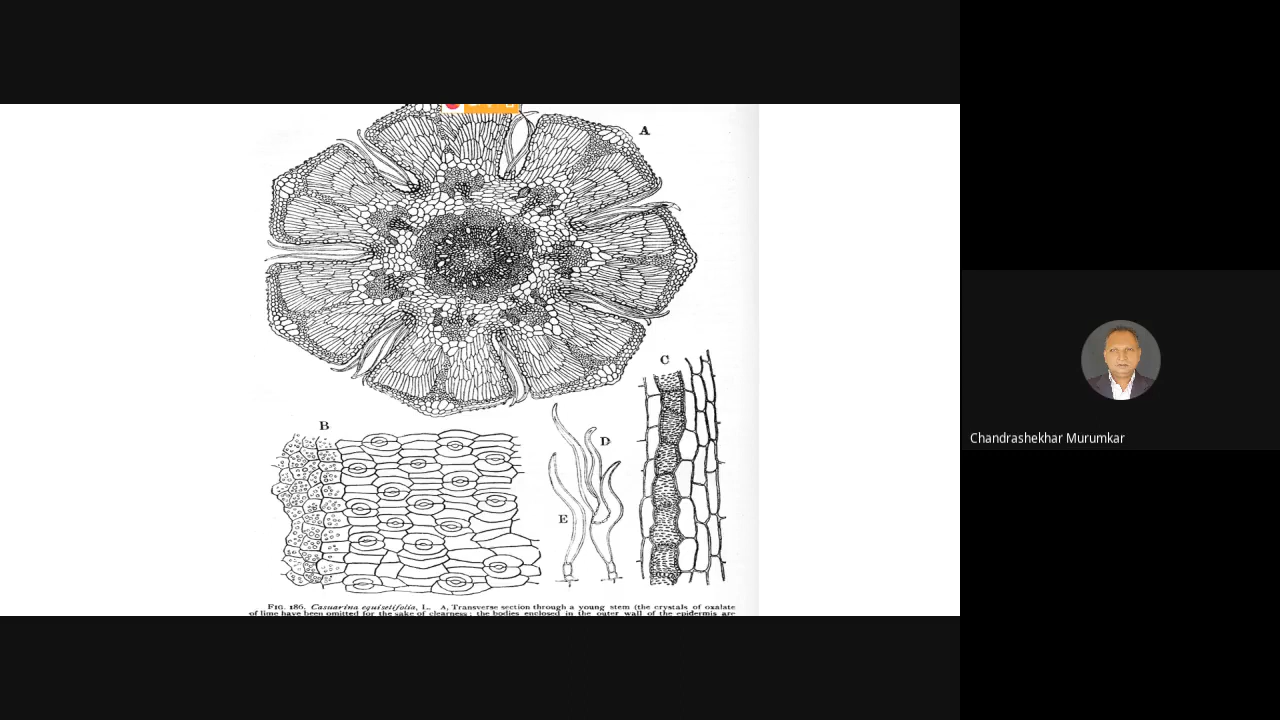 A
C
B
D
E
FIG. 186. Casuarina equisetifolia, L. A, Transverse section through a young stem (the crystals of oxalate
of lime have been omitted for the sake of clearness; the bodies enclosed in the outer wall of the epidermis are
Chandrashekhar Murumkar